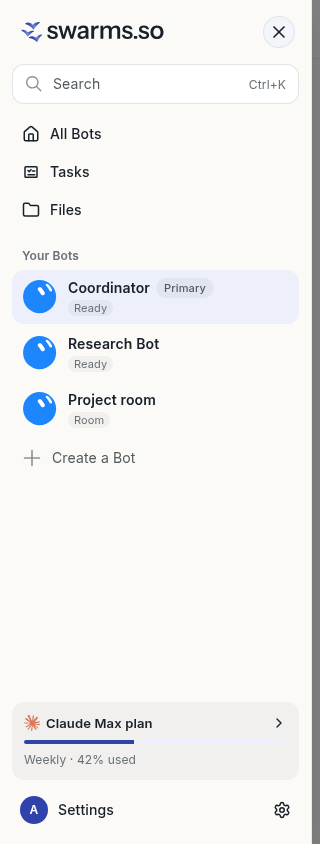 swarms.so
Search Ctrl+K
All Bots
Tasks
Files
Your Bots
Coordinator Primary
Ready
Research Bot
Ready
Project room
Room
Create a Bot
Claude Max plan
Weekly · 42% used
A Settings